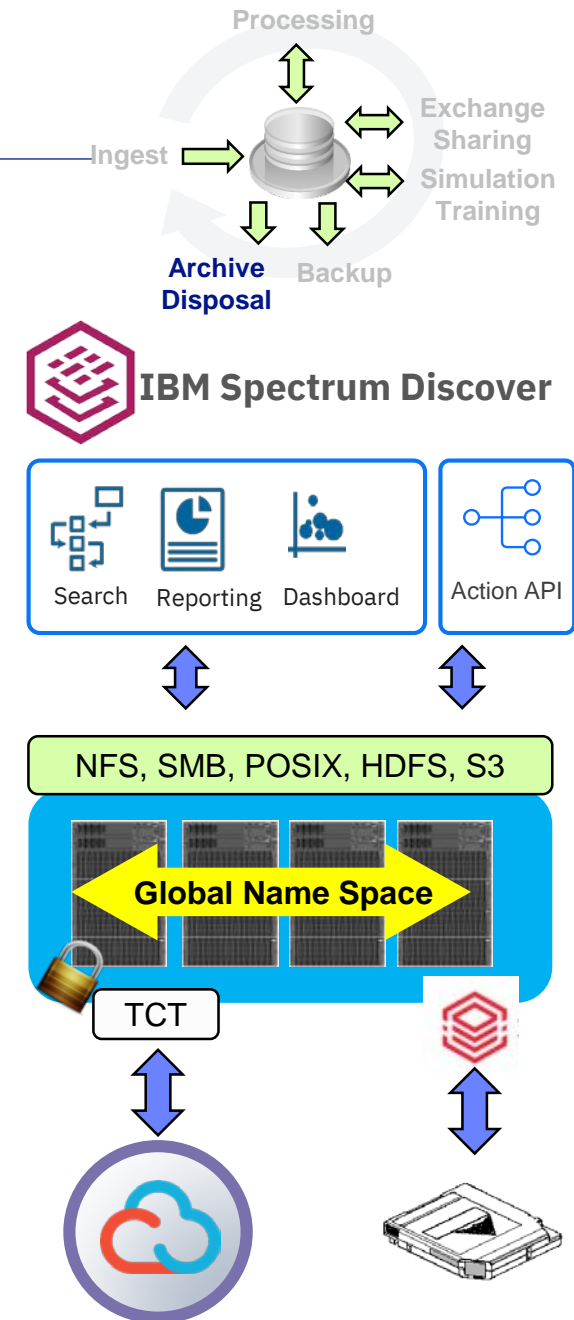 Processing
Exchange
Sharing
Ingest
Simulation
Training
Archive
Disposal
Backup
IBM Spectrum Discover
Search
Reporting
Dashboard
Action API
NFS, SMB, POSIX, HDFS, S3
Global Name Space
TCT